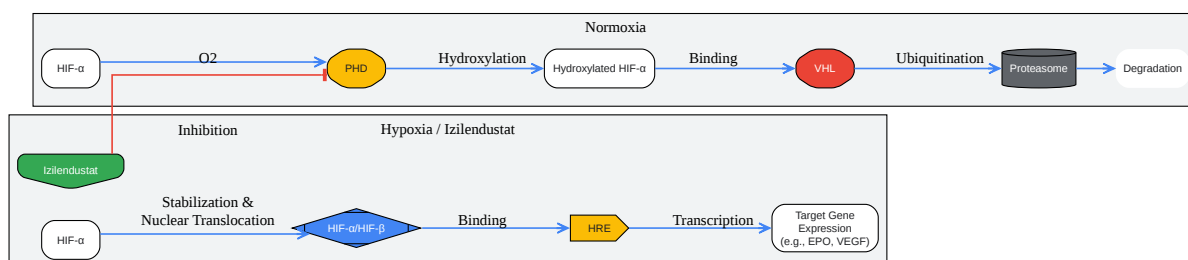 Normoxia
HIF-α
O2
PHD
Hydroxylation
Hydroxylated HIF-α
Binding
VHL
Ubiquitination
Proteasome
Degradation
Inhibition
Hypoxia / Izilendustat
Izilendustat
HIF-α
Stabilization &
Nuclear Translocation
HIF-α/HIF-β
Binding
HRE
Transcription
Target Gene
Expression
(e.g., EPO, VEGF)